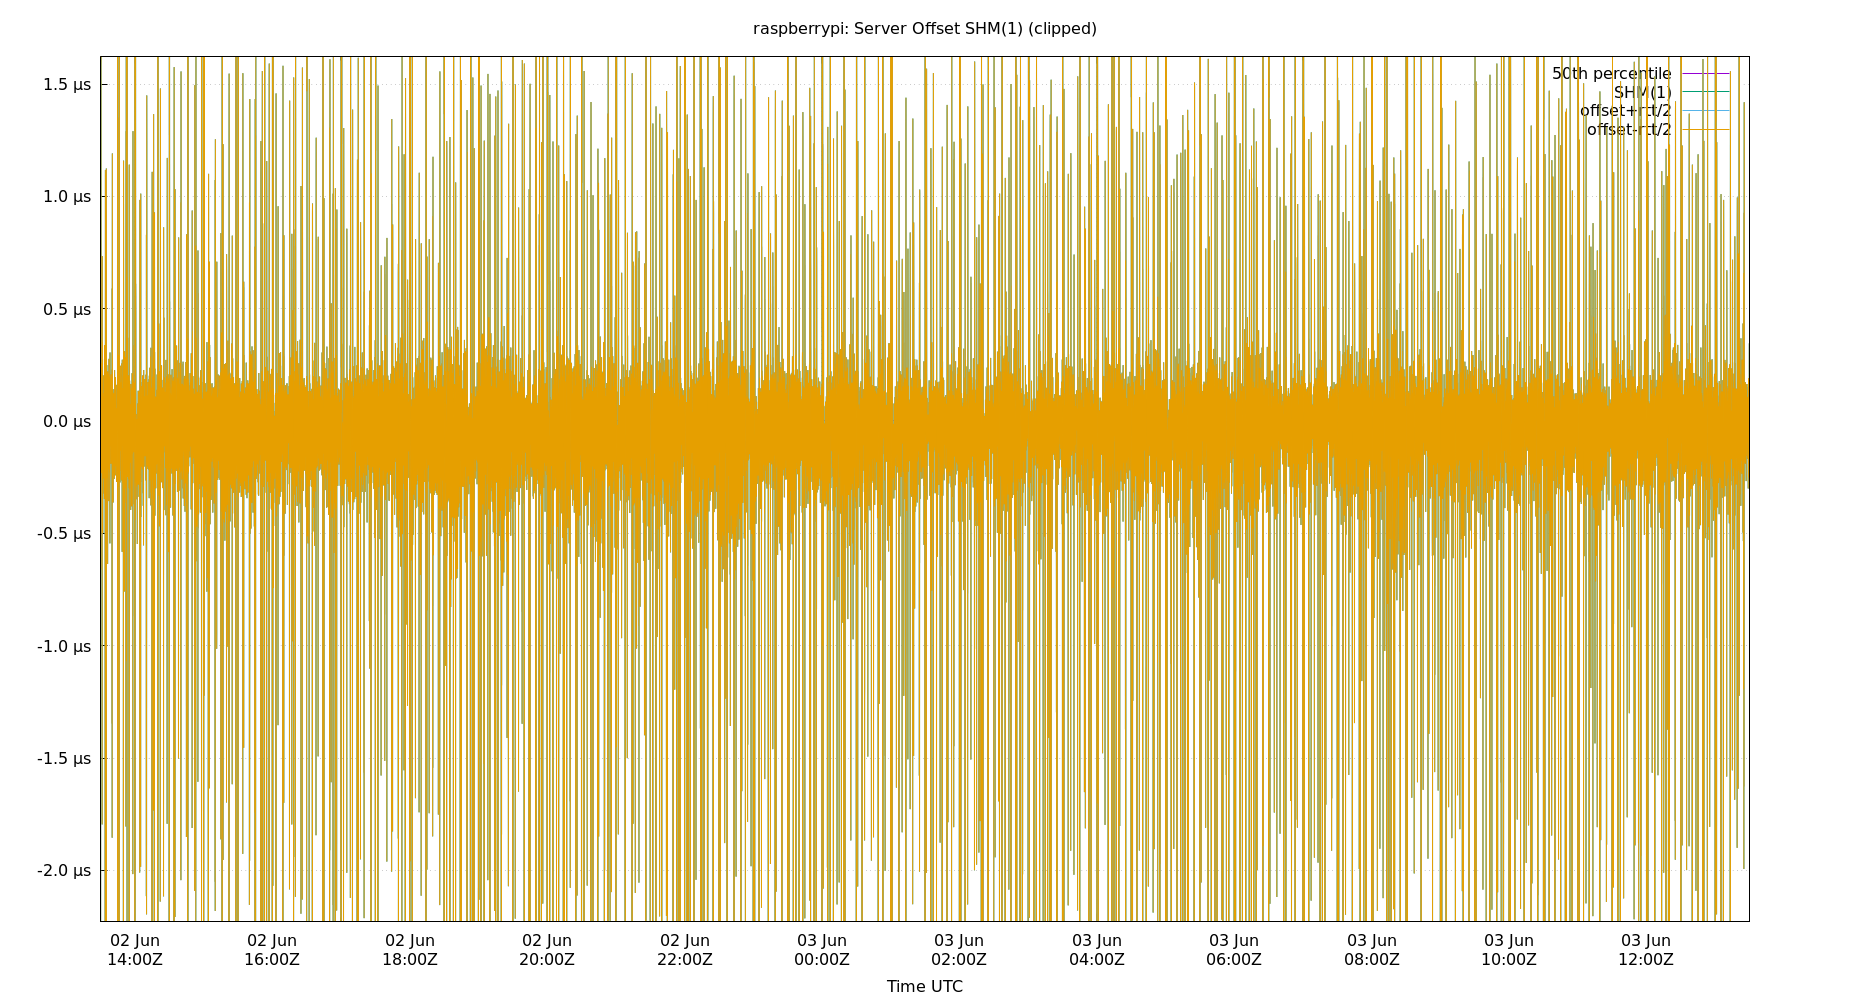 raspberrypi: Server Offset SHM(1) (clipped)
1.5 µs
1.0 µs
0.5 µs
0.0 µs
-0.5 µs
-1.0 µs
-1.5 µs
-2.0 µs
50th percentile
SHM(1)
offset+rtt/2
offset-rtt/2
02 Jun 02 Jun 02 Jun 02 Jun 02 Jun 03 Jun 03 Jun 03 Jun 03 Jun 03 Jun 03 Jun 03 Jun
14:00Z 16:00Z 18:00Z 20:00Z 22:00Z 00:00Z 02:00Z 04:00Z 06:00Z 08:00Z 10:00Z 12:00Z
Time UTC